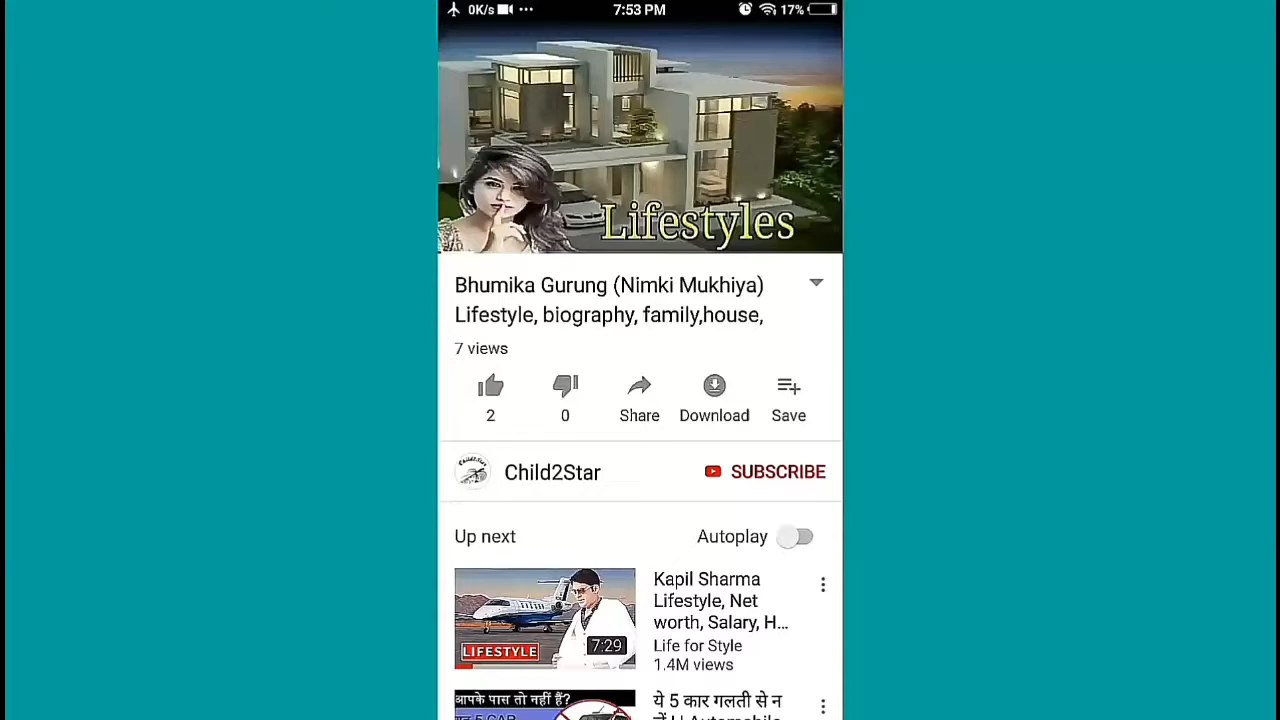 0K/s 7:53 PM 17%
Lifestyles
Bhumika Gurung (Nimki Mukhiya)
Lifestyle, biography, family,house,
7 views
2 0 Share Download Save
Child2Star SUBSCRIBE
Up next Autoplay
Kapil Sharma
Lifestyle, Net
worth, Salary, H...
7:29
LIFESTYLE
Life for Style
1.4M views
आपके पास तो नहीं हैं?
ये 5 कार गलती से न